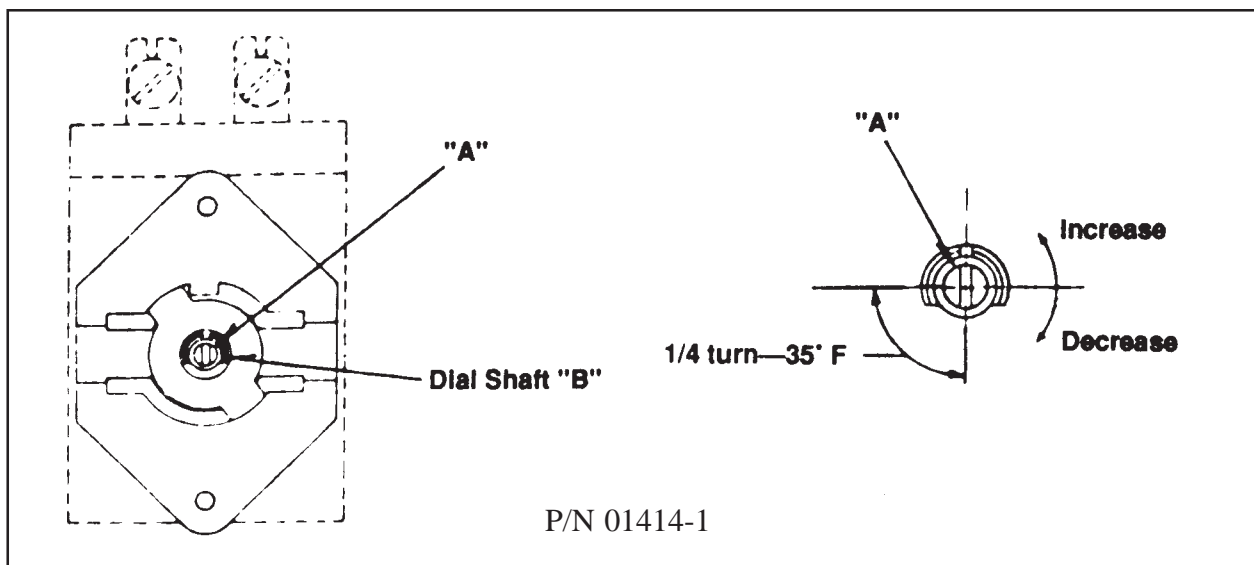 "A"
Dial Shaft "B"
"A"
Increase
Decrease
1/4 turn—35° F
P/N 01414-1